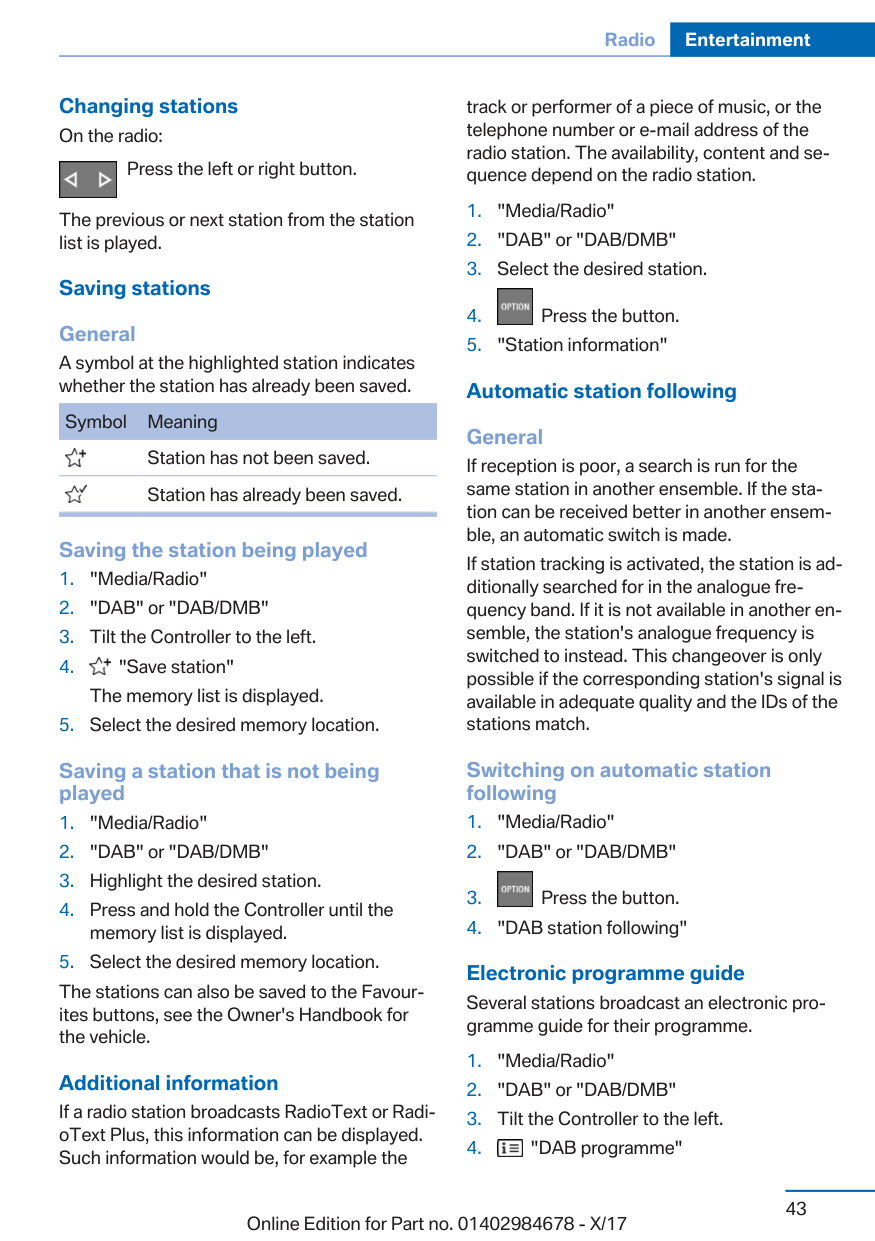 Radio Entertainment
Changing stations
On the radio:
Press the left or right button.
The previous or next station from the station
list is played.
Saving stations
General
A symbol at the highlighted station indicates
whether the station has already been saved.
Symbol Meaning
Station has not been saved.
Station has already been saved.
Saving the station being played
1. "Media/Radio"
2. "DAB" or "DAB/DMB"
3. Tilt the Controller to the left.
4. "Save station"
The memory list is displayed.
5. Select the desired memory location.
Saving a station that is not being
played
1. "Media/Radio"
2. "DAB" or "DAB/DMB"
3. Highlight the desired station.
4. Press and hold the Controller until the
memory list is displayed.
5. Select the desired memory location.
The stations can also be saved to the Favour-
ites buttons, see the Owner's Handbook for
the vehicle.
Additional information
If a radio station broadcasts RadioText or Radi-
oText Plus, this information can be displayed.
Such information would be, for example the
track or performer of a piece of music, or the
telephone number or e-mail address of the
radio station. The availability, content and se-
quence depend on the radio station.
1. "Media/Radio"
2. "DAB" or "DAB/DMB"
3. Select the desired station.
4. OPTION Press the button.
5. "Station information"
Automatic station following
General
If reception is poor, a search is run for the
same station in another ensemble. If the sta-
tion can be received better in another ensem-
ble, an automatic switch is made.
If station tracking is activated, the station is ad-
ditionally searched for in the analogue fre-
quency band. If it is not available in another en-
semble, the station's analogue frequency is
switched to instead. This changeover is only
possible if the corresponding station's signal is
available in adequate quality and the IDs of the
stations match.
Switching on automatic station
following
1. "Media/Radio"
2. "DAB" or "DAB/DMB"
3. OPTION Press the button.
4. "DAB station following"
Electronic programme guide
Several stations broadcast an electronic pro-
gramme guide for their programme.
1. "Media/Radio"
2. "DAB" or "DAB/DMB"
3. Tilt the Controller to the left.
4. "DAB programme"
43
Online Edition for Part no. 01402984678 - X/17